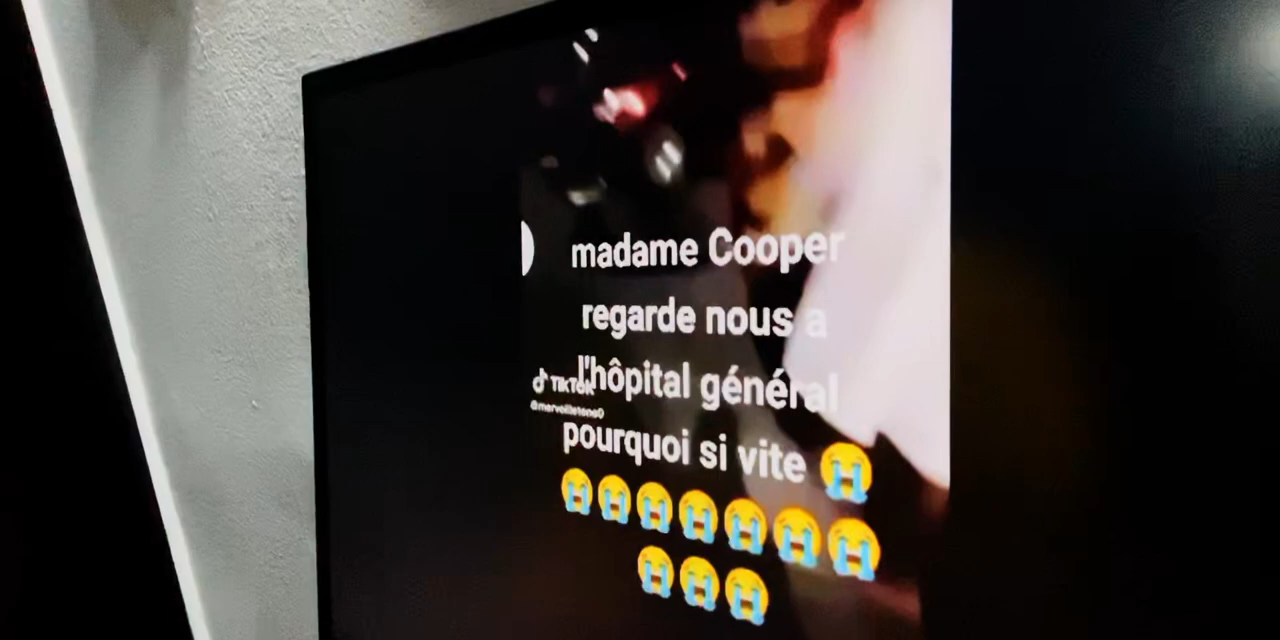 madame Cooper
regarde nous a
l'hôpital général
TikTok
pourquoi si vite 😭
😭😭😭😭😭😭😭
😭😭😭